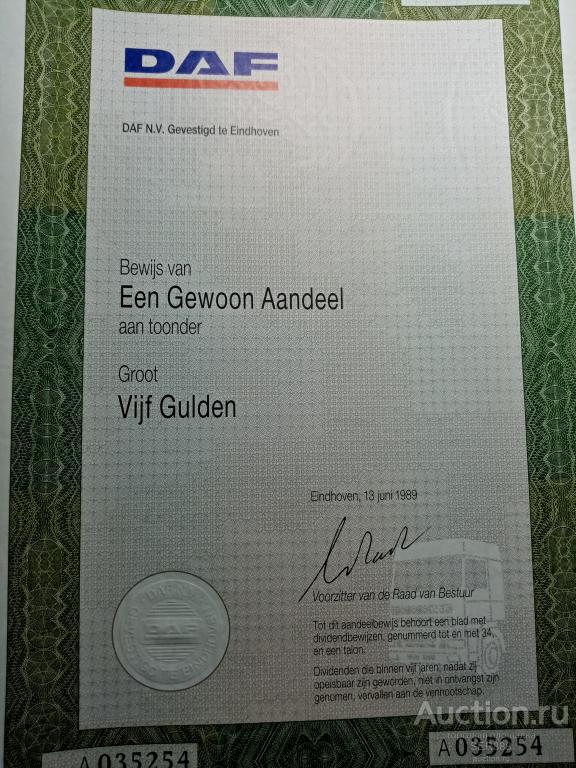 DAF
DAF N.V. Gevestigd te Eindhoven
Bewijs van
Een Gewoon Aandeel
aan toonder
Groot
Vijf Gulden
Eindhoven, 13 juni 1989
Voorzitter van de Raad van Bestuur
Tot dit aandeelbewijs behoort een blad met
dividendbewijzen, genummerd tot en met 34,
en een talon.
Dividenden die binnen vijf jaren, nadat zij
opeisbaar zijn geworden, niet in ontvangst zijn
genomen, vervallen aan de vennootschap.
DAF
A 035254
A 035254
Auction.ru
auction.ru